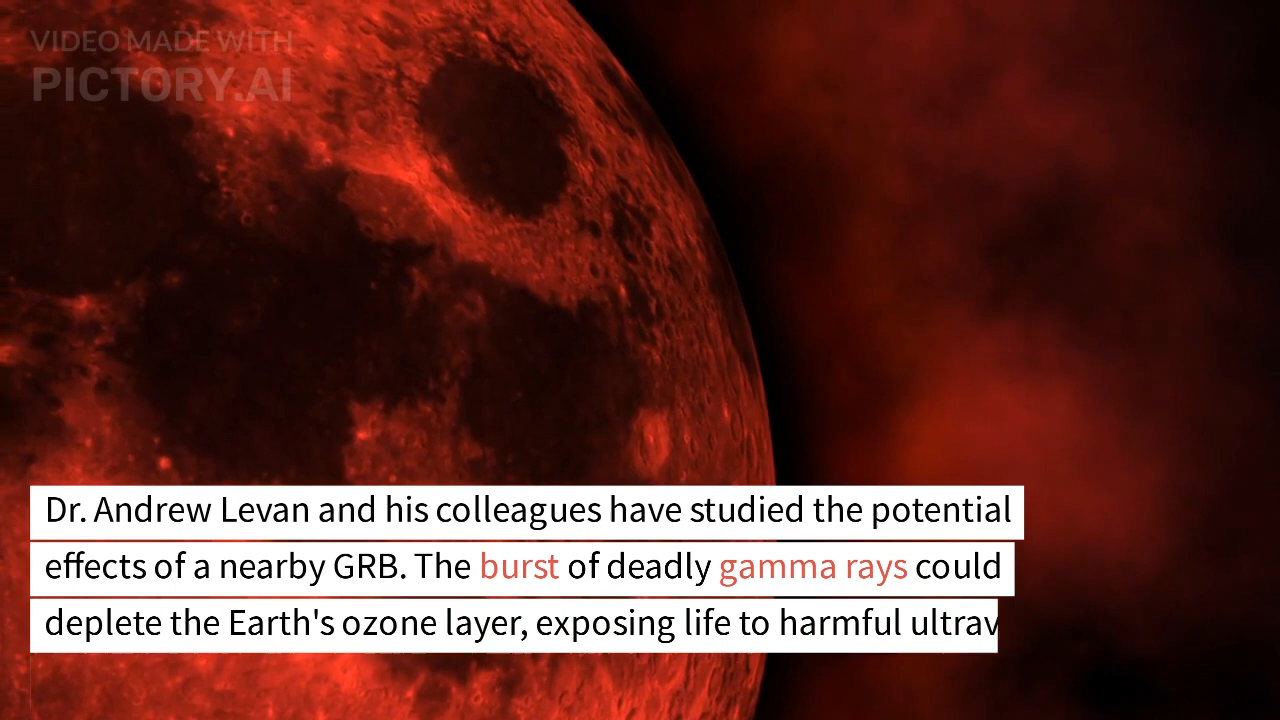 VIDEO MADE WITH
PICTORY.AI
Dr. Andrew Levan and his colleagues have studied the potential
effects of a nearby GRB. The burst of deadly gamma rays could
deplete the Earth's ozone layer, exposing life to harmful ultrav